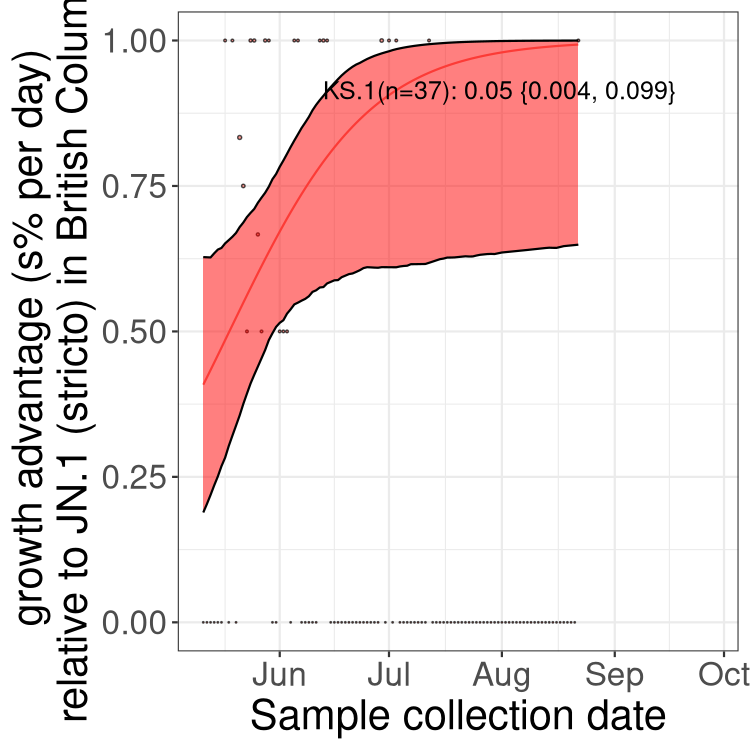 growth advantage (s% per day)
relative to JN.1 (stricto) in British Colum
1.00
0.75
0.50
0.25
0.00
KS.1(n=37): 0.05 {0.004, 0.099}
Jun Jul Aug Sep Oct
Sample collection date